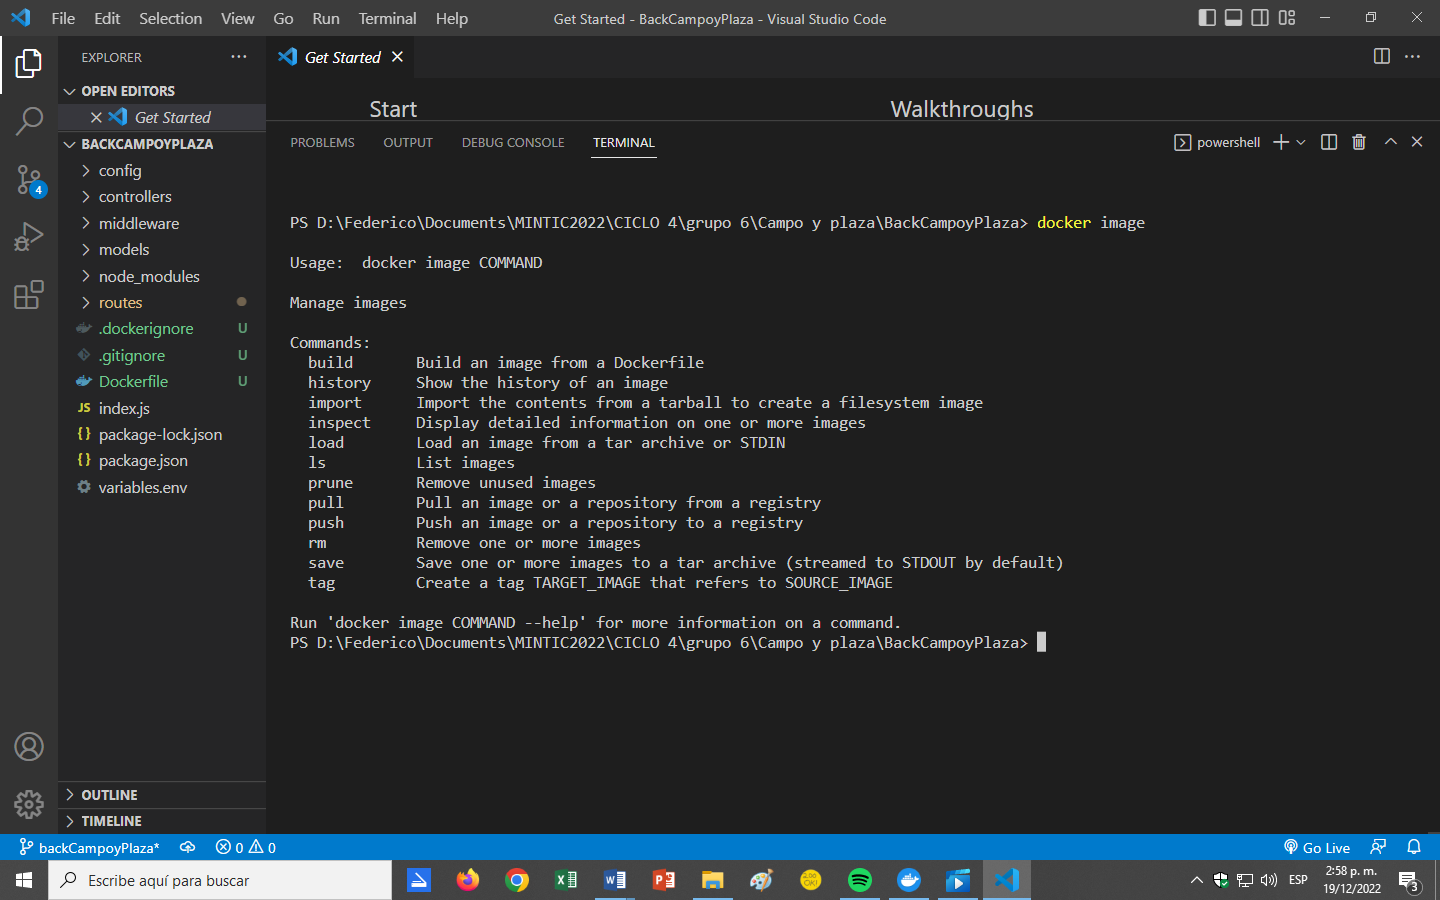 File Edit Selection View Go Run Terminal Help
Get Started - BackCampoyPlaza - Visual Studio Code
EXPLORER
OPEN EDITORS
Get Started
BACKCAMPOYPLAZA
config
controllers
middleware
models
node_modules
routes
.dockerignore U
.gitignore U
Dockerfile U
JS index.js
{} package-lock.json
{} package.json
variables.env
OUTLINE
TIMELINE
4
Get Started
Start
Walkthroughs
PROBLEMS OUTPUT DEBUG CONSOLE TERMINAL
powershell
PS D:\Federico\Documents\MINTIC2022\CICLO 4\grupo 6\Campo y plaza\BackCampoyPlaza> docker image
Usage:  docker image COMMAND
Manage images
Commands:
build       Build an image from a Dockerfile
history     Show the history of an image
import      Import the contents from a tarball to create a filesystem image
inspect     Display detailed information on one or more images
load        Load an image from a tar archive or STDIN
ls          List images
prune       Remove unused images
pull        Pull an image or a repository from a registry
push        Push an image or a repository to a registry
rm          Remove one or more images
save        Save one or more images to a tar archive (streamed to STDOUT by default)
tag         Create a tag TARGET_IMAGE that refers to SOURCE_IMAGE
Run 'docker image COMMAND --help' for more information on a command.
PS D:\Federico\Documents\MINTIC2022\CICLO 4\grupo 6\Campo y plaza\BackCampoyPlaza>
backCampoyPlaza* 0 0
Go Live
Escribe aquí para buscar
ESP
2:58 p. m.
19/12/2022
3